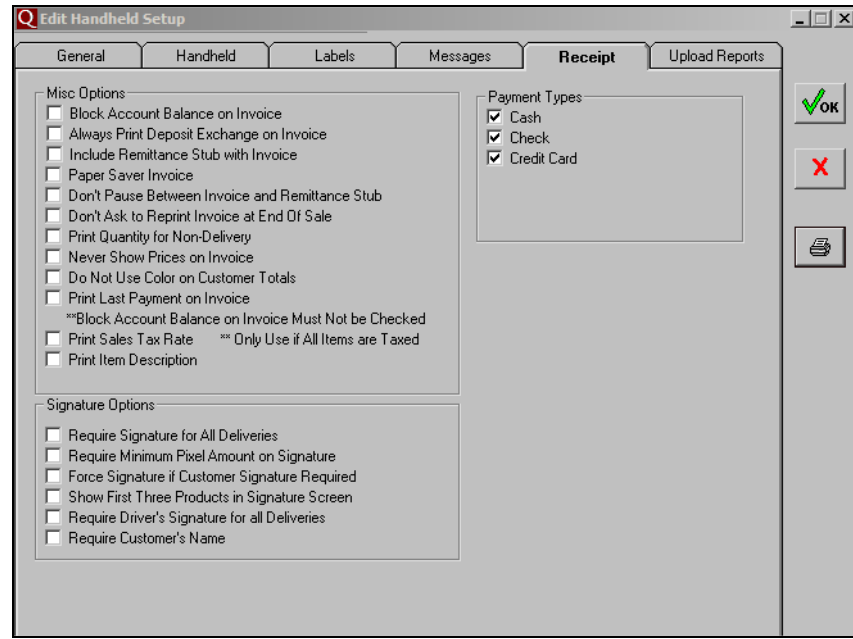 Q Edit Handheld Setup
General Handheld Labels Messages Receipt Upload Reports
Misc Options
Block Account Balance on Invoice
Always Print Deposit Exchange on Invoice
Include Remittance Stub with Invoice
Paper Saver Invoice
Don't Pause Between Invoice and Remittance Stub
Don't Ask to Reprint Invoice at End Of Sale
Print Quantity for Non-Delivery
Never Show Prices on Invoice
Do Not Use Color on Customer Totals
Print Last Payment on Invoice
**Block Account Balance on Invoice Must Not be Checked
Print Sales Tax Rate ** Only Use if All Items are Taxed
Print Item Description
Payment Types
Cash
Check
Credit Card
OK
Signature Options
Require Signature for All Deliveries
Require Minimum Pixel Amount on Signature
Force Signature if Customer Signature Required
Show First Three Products in Signature Screen
Require Driver's Signature for all Deliveries
Require Customer's Name